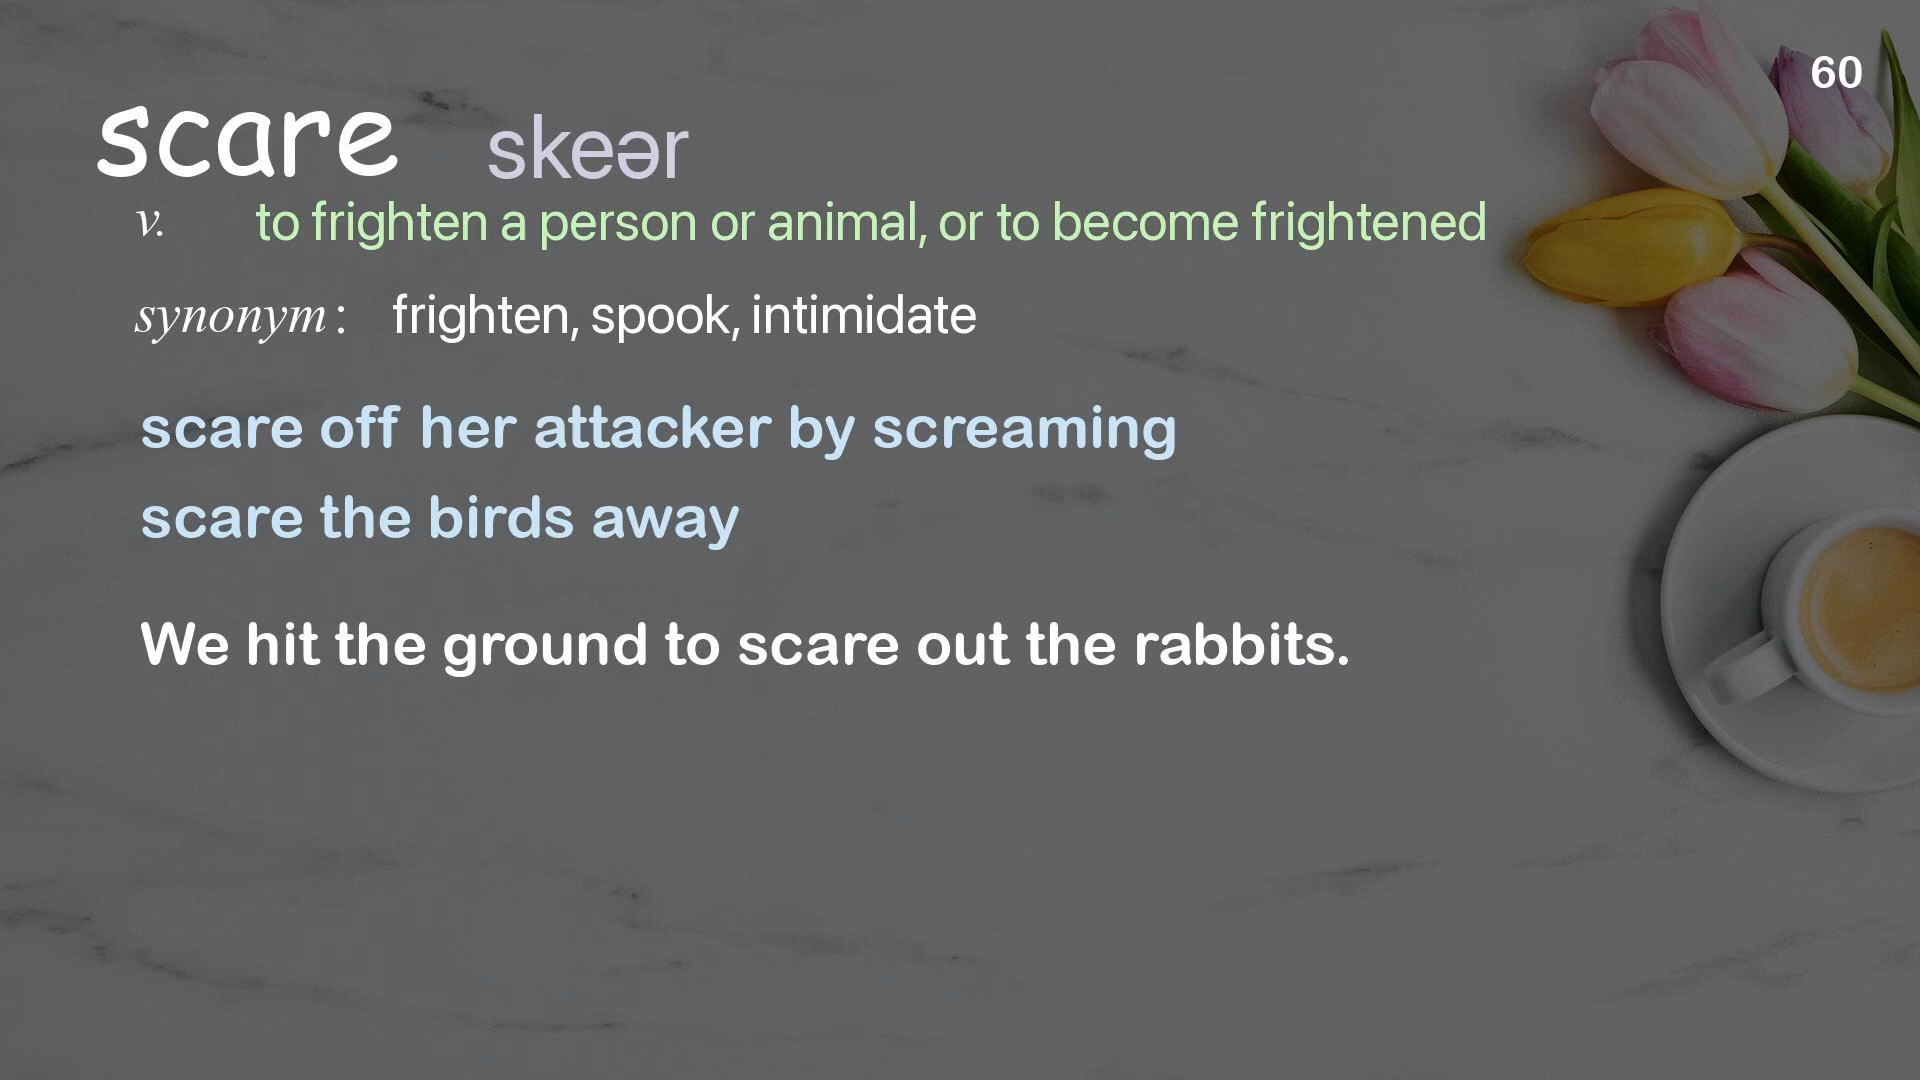 60
scare skeər
v. to frighten a person or animal, or to become frightened
synonym: frighten, spook, intimidate
scare off her attacker by screaming
scare the birds away
We hit the ground to scare out the rabbits.